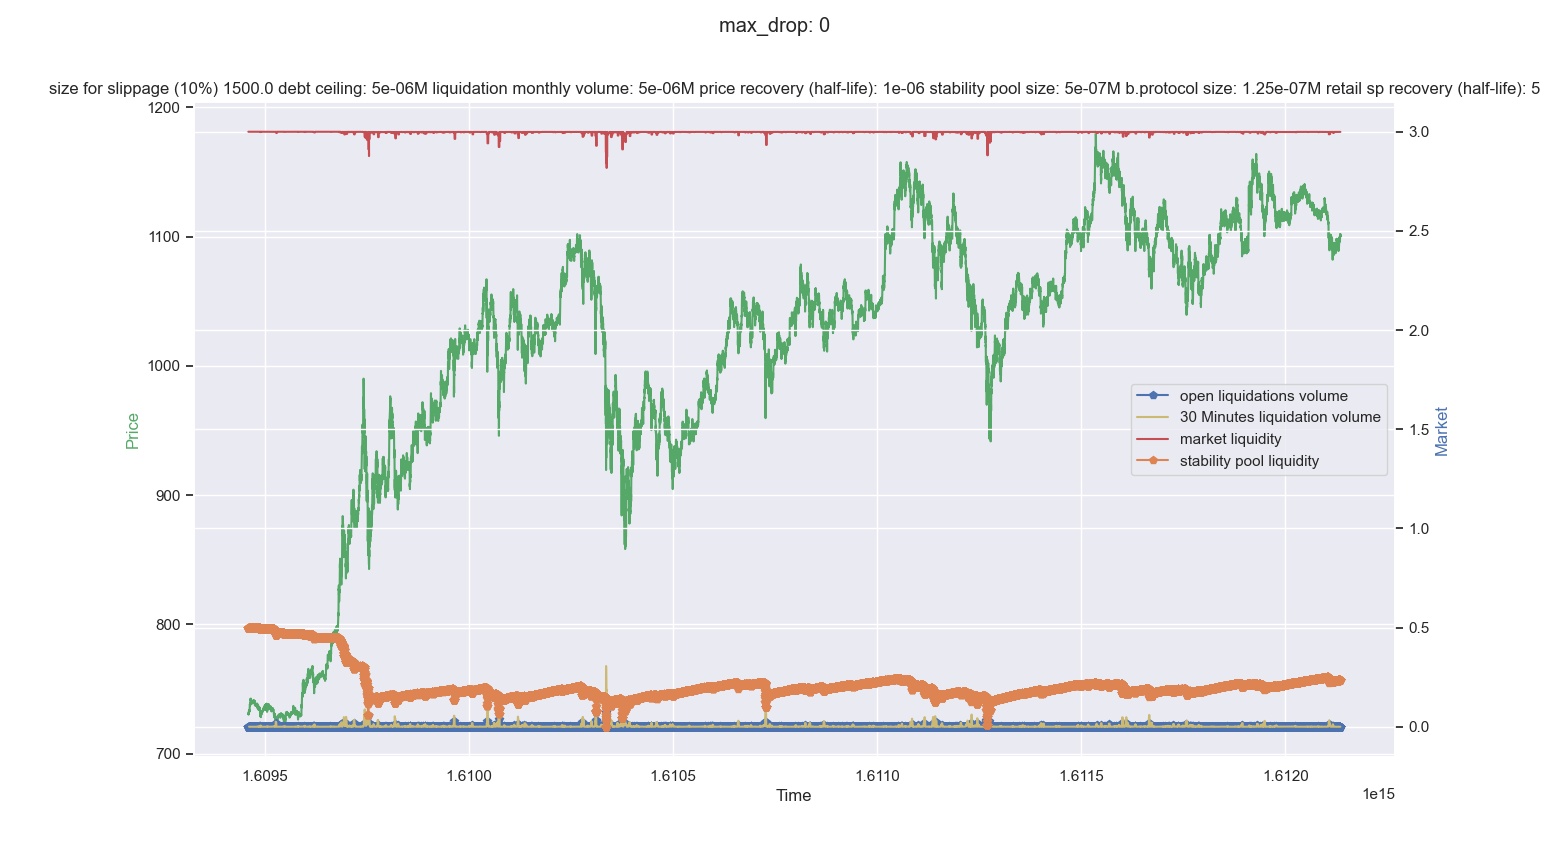 max_drop: 0
size for slippage (10%) 1500.0 debt ceiling: 5e-06M liquidation monthly volume: 5e-06M price recovery (half-life): 1e-06 stability pool size: 5e-07M b.protocol size: 1.25e-07M retail sp recovery (half-life): 5
1200
1100
1000
900
800
700
Price
3.0
2.5
2.0
1.5
1.0
0.5
0.0
Market
open liquidations volume
30 Minutes liquidation volume
market liquidity
stability pool liquidity
1.6095 1.6100 1.6105 1.6110 1.6115 1.6120
Time
1e15